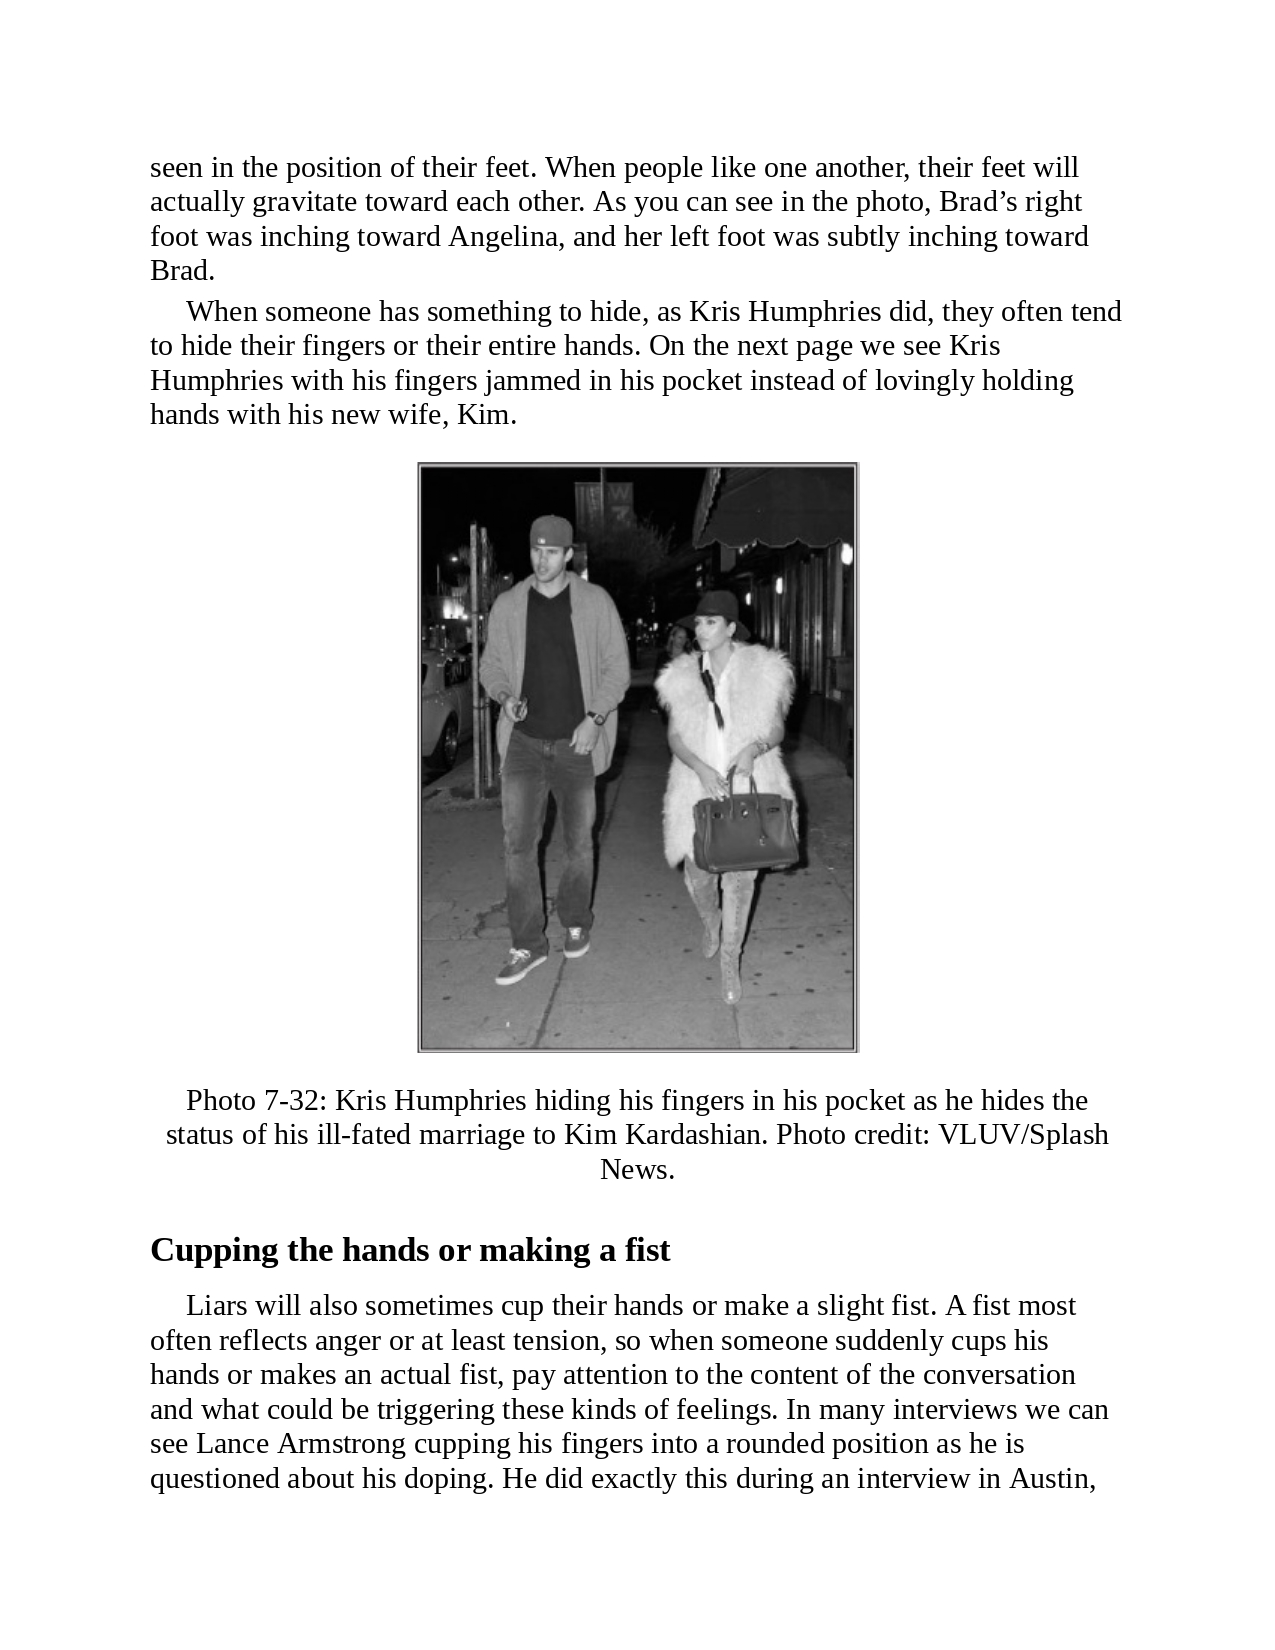 seen in the position of their feet. When people like one another, their feet will
actually gravitate toward each other. As you can see in the photo, Brad’s right
foot was inching toward Angelina, and her left foot was subtly inching toward
Brad.
When someone has something to hide, as Kris Humphries did, they often tend
to hide their fingers or their entire hands. On the next page we see Kris
Humphries with his fingers jammed in his pocket instead of lovingly holding
hands with his new wife, Kim.
W
7
Photo 7-32: Kris Humphries hiding his fingers in his pocket as he hides the
status of his ill-fated marriage to Kim Kardashian. Photo credit: VLUV/Splash
News.
Cupping the hands or making a fist
Liars will also sometimes cup their hands or make a slight fist. A fist most
often reflects anger or at least tension, so when someone suddenly cups his
hands or makes an actual fist, pay attention to the content of the conversation
and what could be triggering these kinds of feelings. In many interviews we can
see Lance Armstrong cupping his fingers into a rounded position as he is
questioned about his doping. He did exactly this during an interview in Austin,